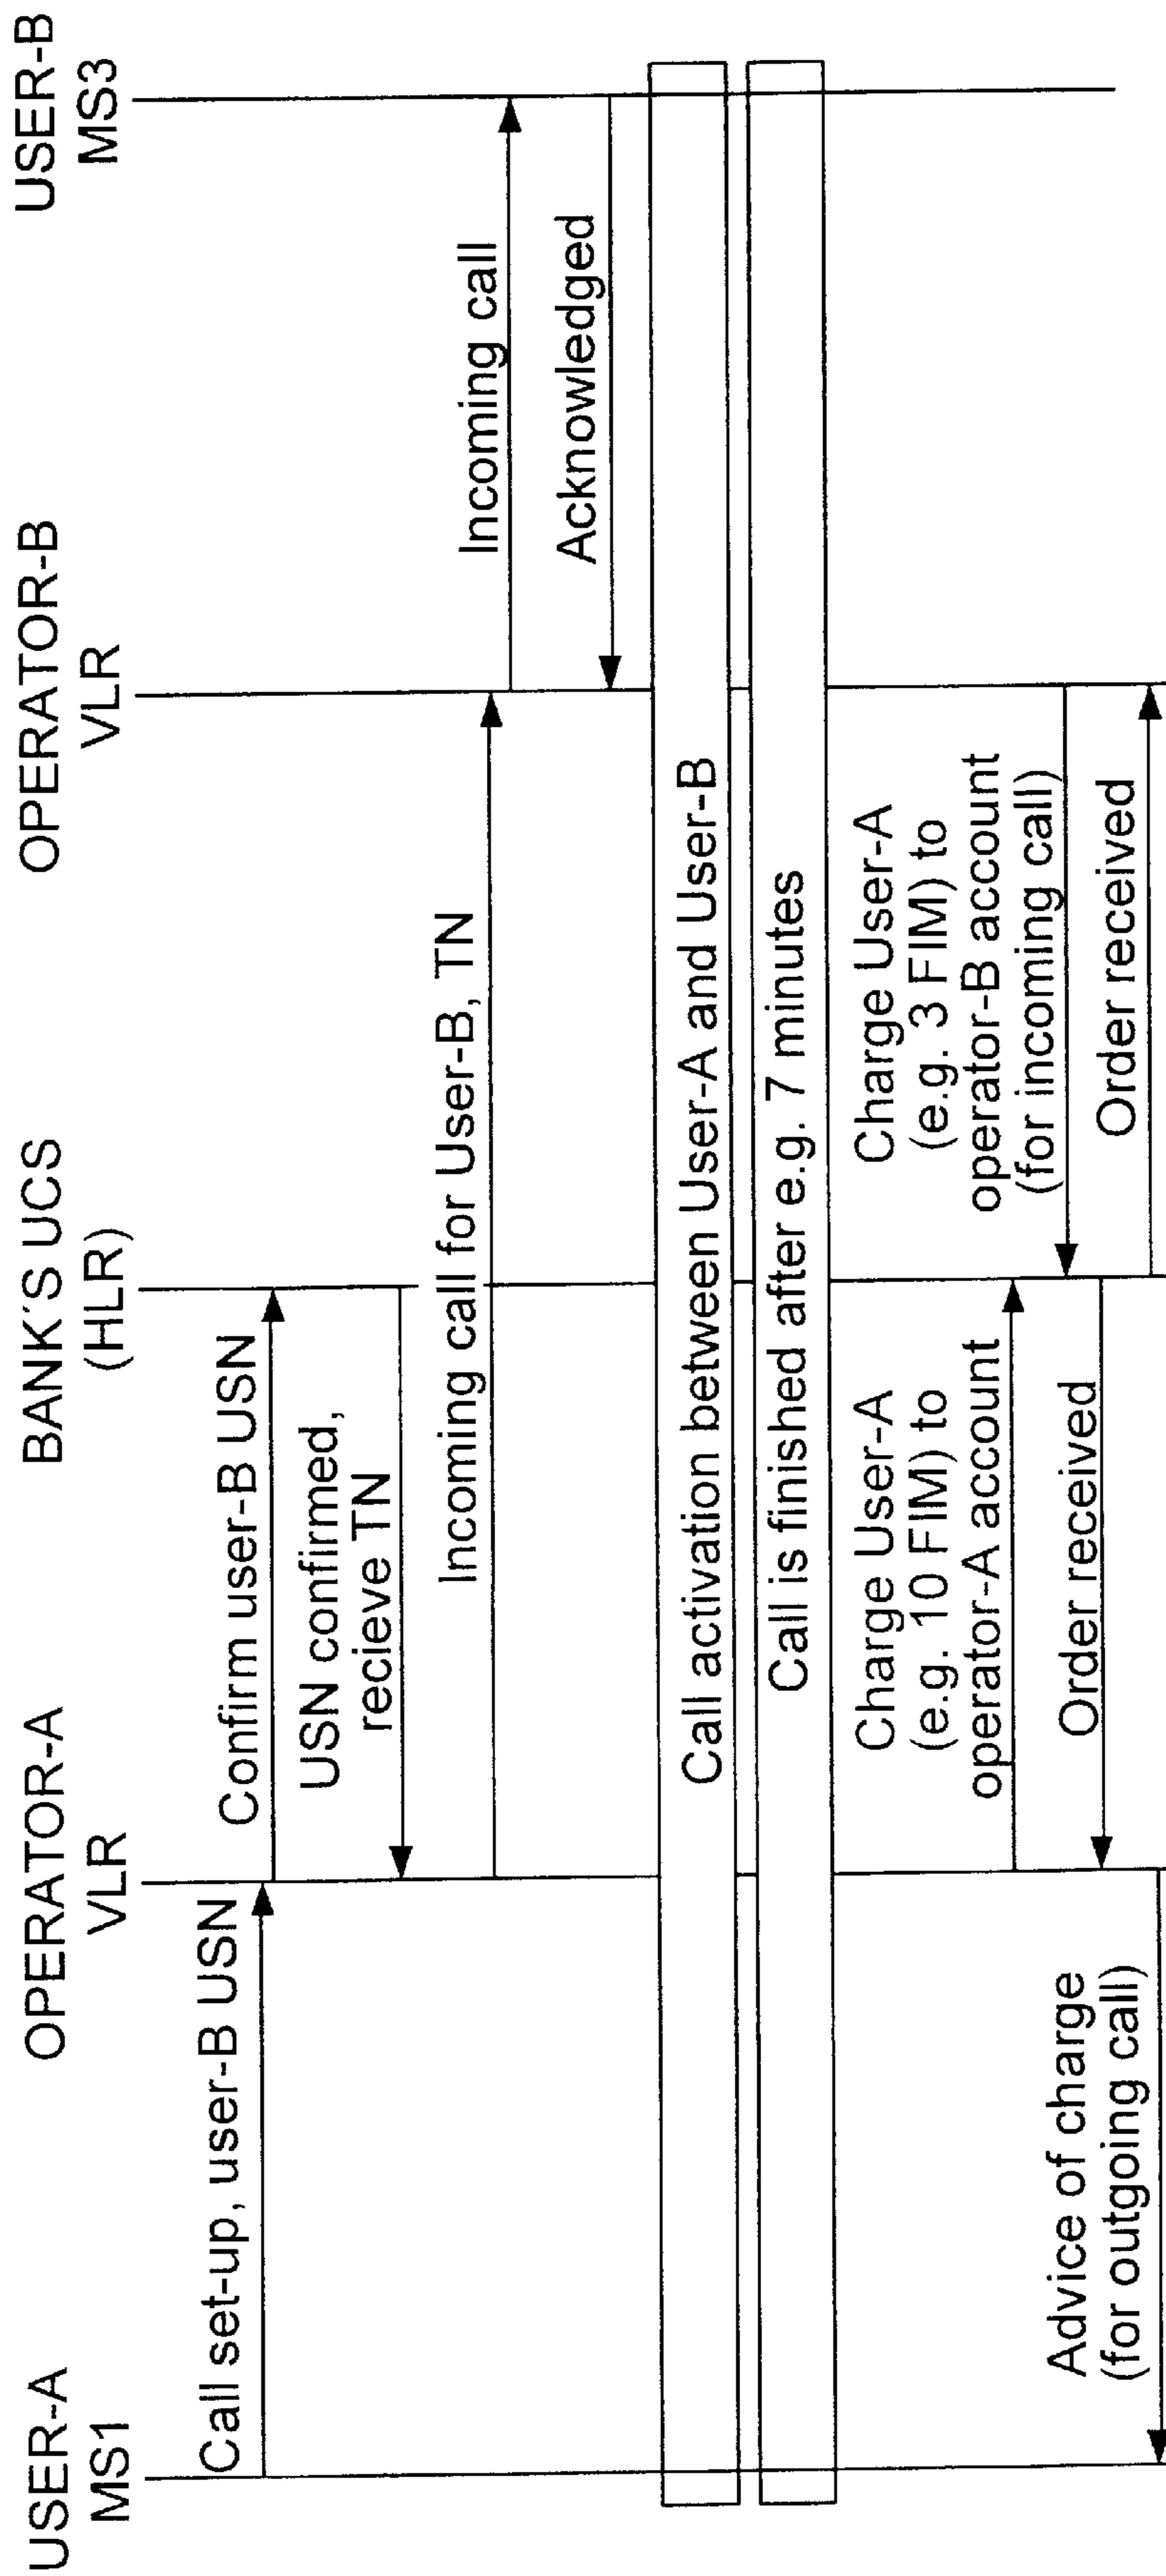 USER-A
MS1
OPERATOR-A
VLR
BANK'S UCS
(HLR)
OPERATOR-B
VLR
USER-B
MS3
Call set-up, user-B USN
Confirm user-B USN
USN confirmed,
recieve TN
Incoming call for User-B, TN
Incoming call
Acknowledged
Call activation between User-A and User-B
Call is finished after e.g. 7 minutes
Charge User-A
(e.g. 10 FIM) to
operator-A account
Charge User-A
(e.g. 3 FIM) to
operator-B account
(for incoming call)
Order received
Order received
Advice of charge
(for outgoing call)